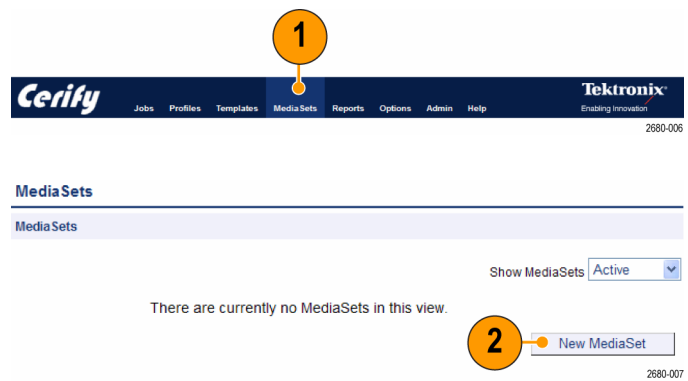 1
Cerify Jobs Profiles Templates MediaSets Reports Options Admin Help Tektronix
Enabling Innovation
2680-006
MediaSets
MediaSets
Show MediaSets Active
There are currently no MediaSets in this view.
2 New MediaSet
2680-007